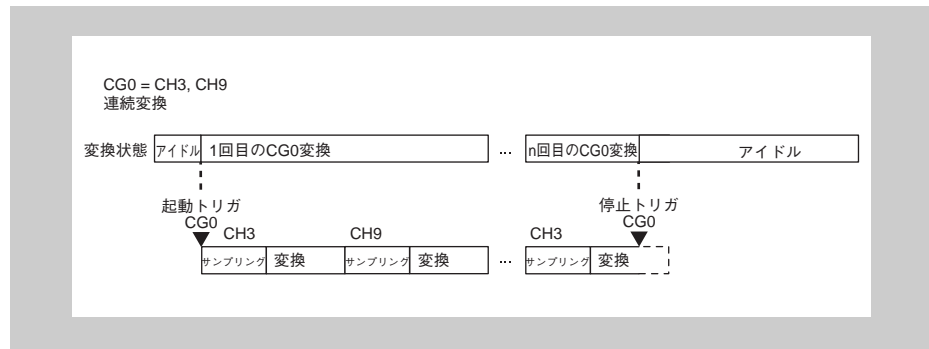 CG0 = CH3, CH9
連続変換
変換状態 アイドル 1回目のCG0変換 ... n回目のCG0変換 アイドル
起動トリガ 停止トリガ
CG0 CG0
CH3 CH9 CH3
サンプリング 変換 サンプリング 変換 ... サンプリング 変換